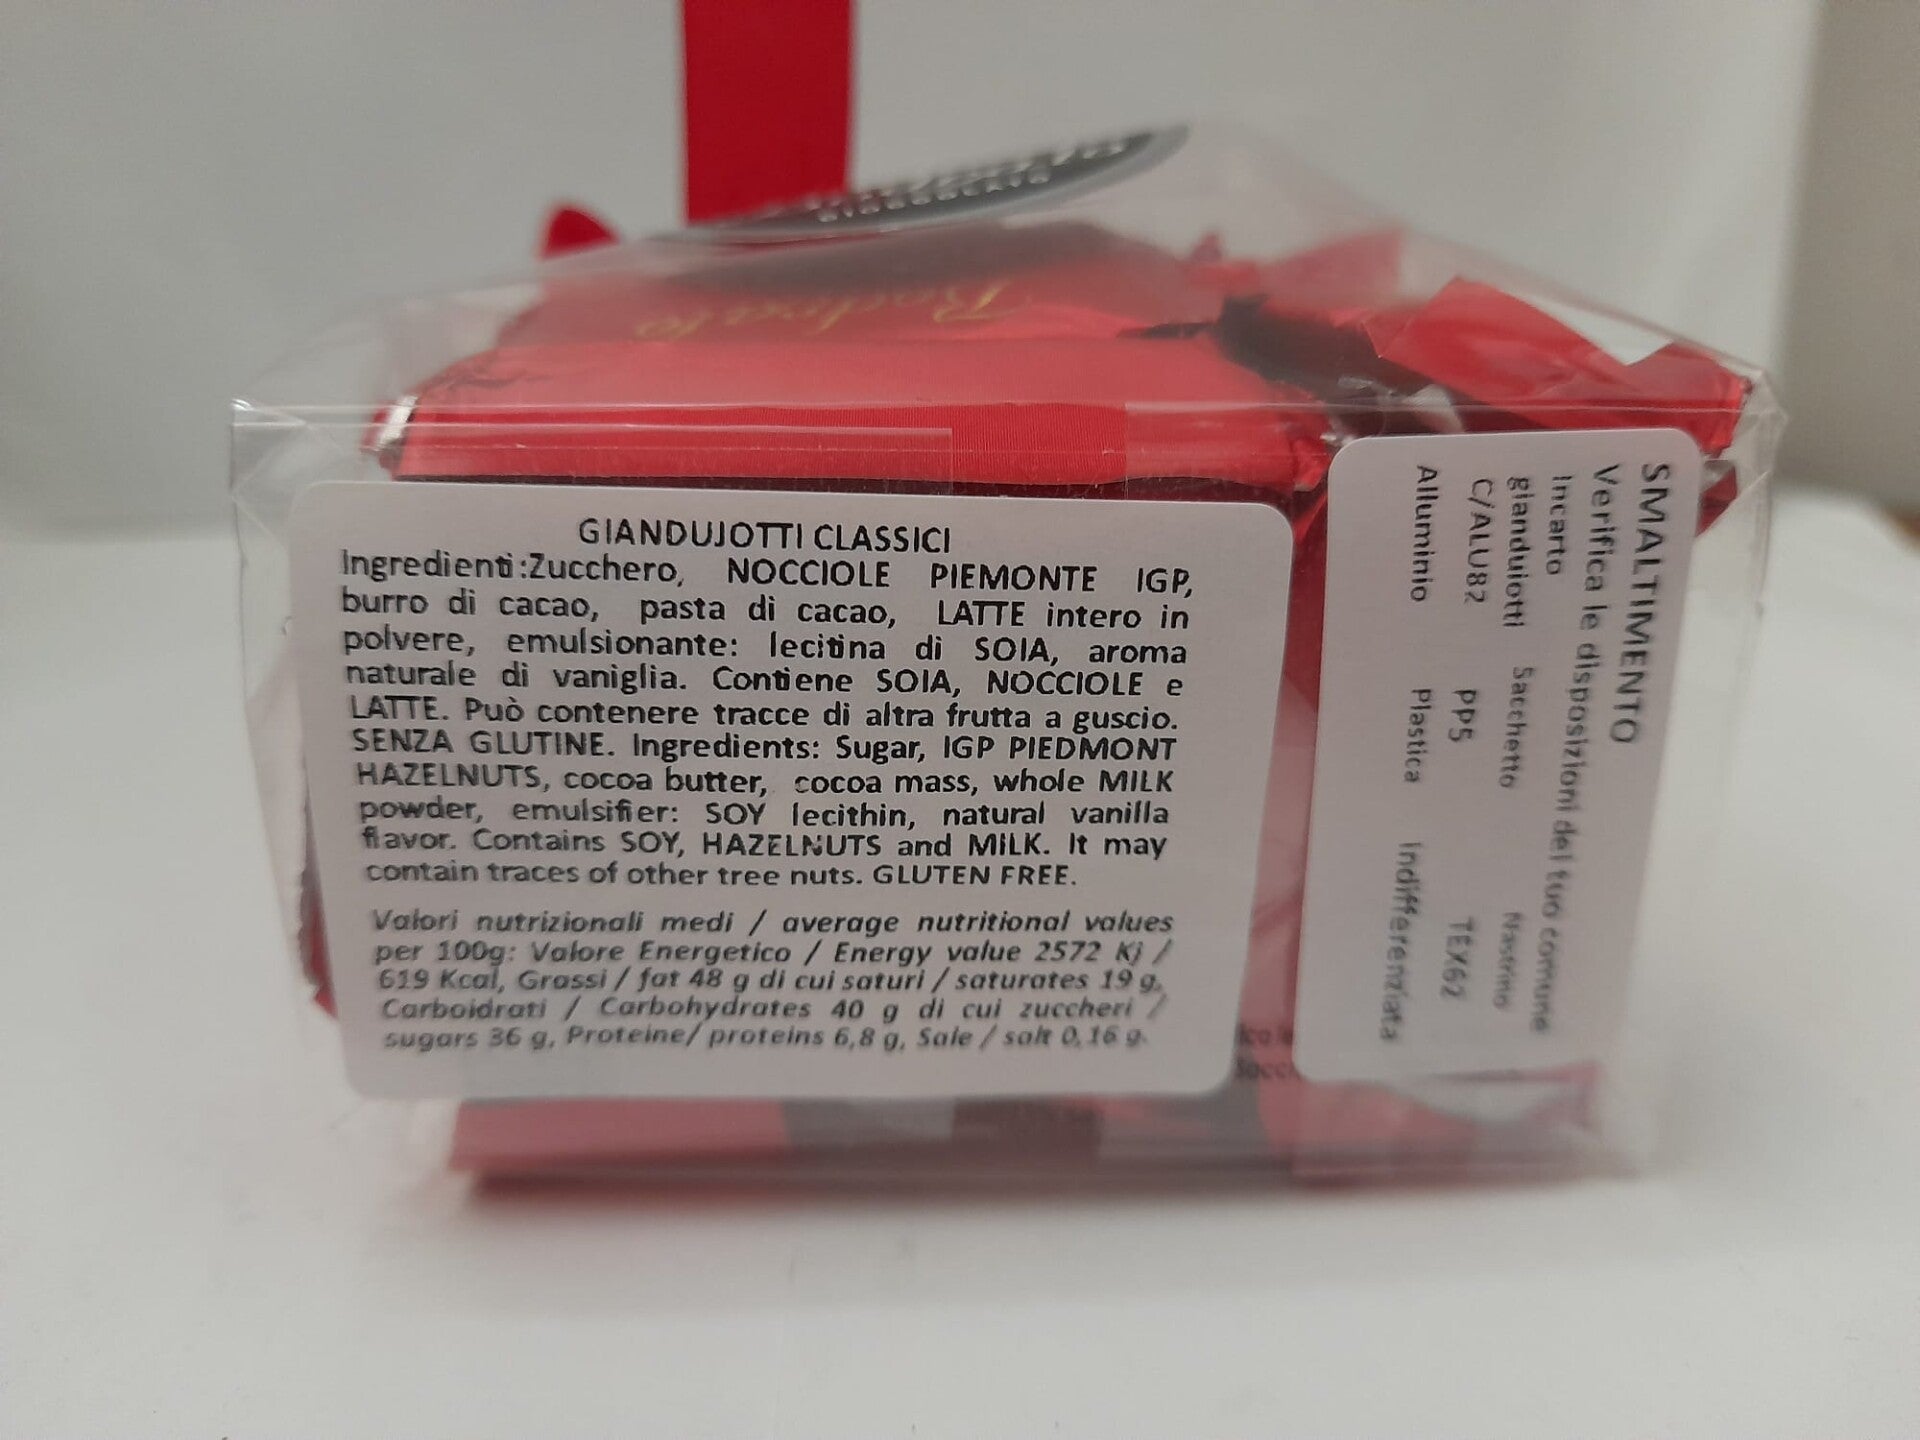 Bodrato
GIANDUJOTTI CLASSICI
Ingredienti:Zucchero, NOCCIOLE PIEMONTE IGP,
burro di cacao, pasta di cacao, LATTE intero in
polvere, emulsionante: lecitina di SOIA, aroma
naturale di vaniglia. Contiene SOIA, NOCCIOLE e
LATTE. Può contenere tracce di altra frutta a guscio.
SENZA GLUTINE. Ingredients: Sugar, IGP PIEDMONT
HAZELNUTS, cocoa butter, cocoa mass, whole MILK
powder, emulsifier: SOY lecithin, natural vanilla
flavor. Contains SOY, HAZELNUTS and MILK. It may
contain traces of other tree nuts. GLUTEN FREE.
Valori nutrizionali medi / average nutritional values
per 100g: Valore Energetico / Energy value 2572 Kj /
619 Kcal, Grassi / fat 48 g di cui saturi / saturates 19 g,
Carboidrati / Carbohydrates 40 g di cui zuccheri /
sugars 36 g, Proteine/ proteins 6,8 g, Sale / salt 0,16 g.
SMALTIMENTO
Verifica le disposizioni del tuo comune
Incarto
gianduiotti Sacchetto Nastrino
C/ALU82 PP5 TEX62
Alluminio Plastica Indifferenziata